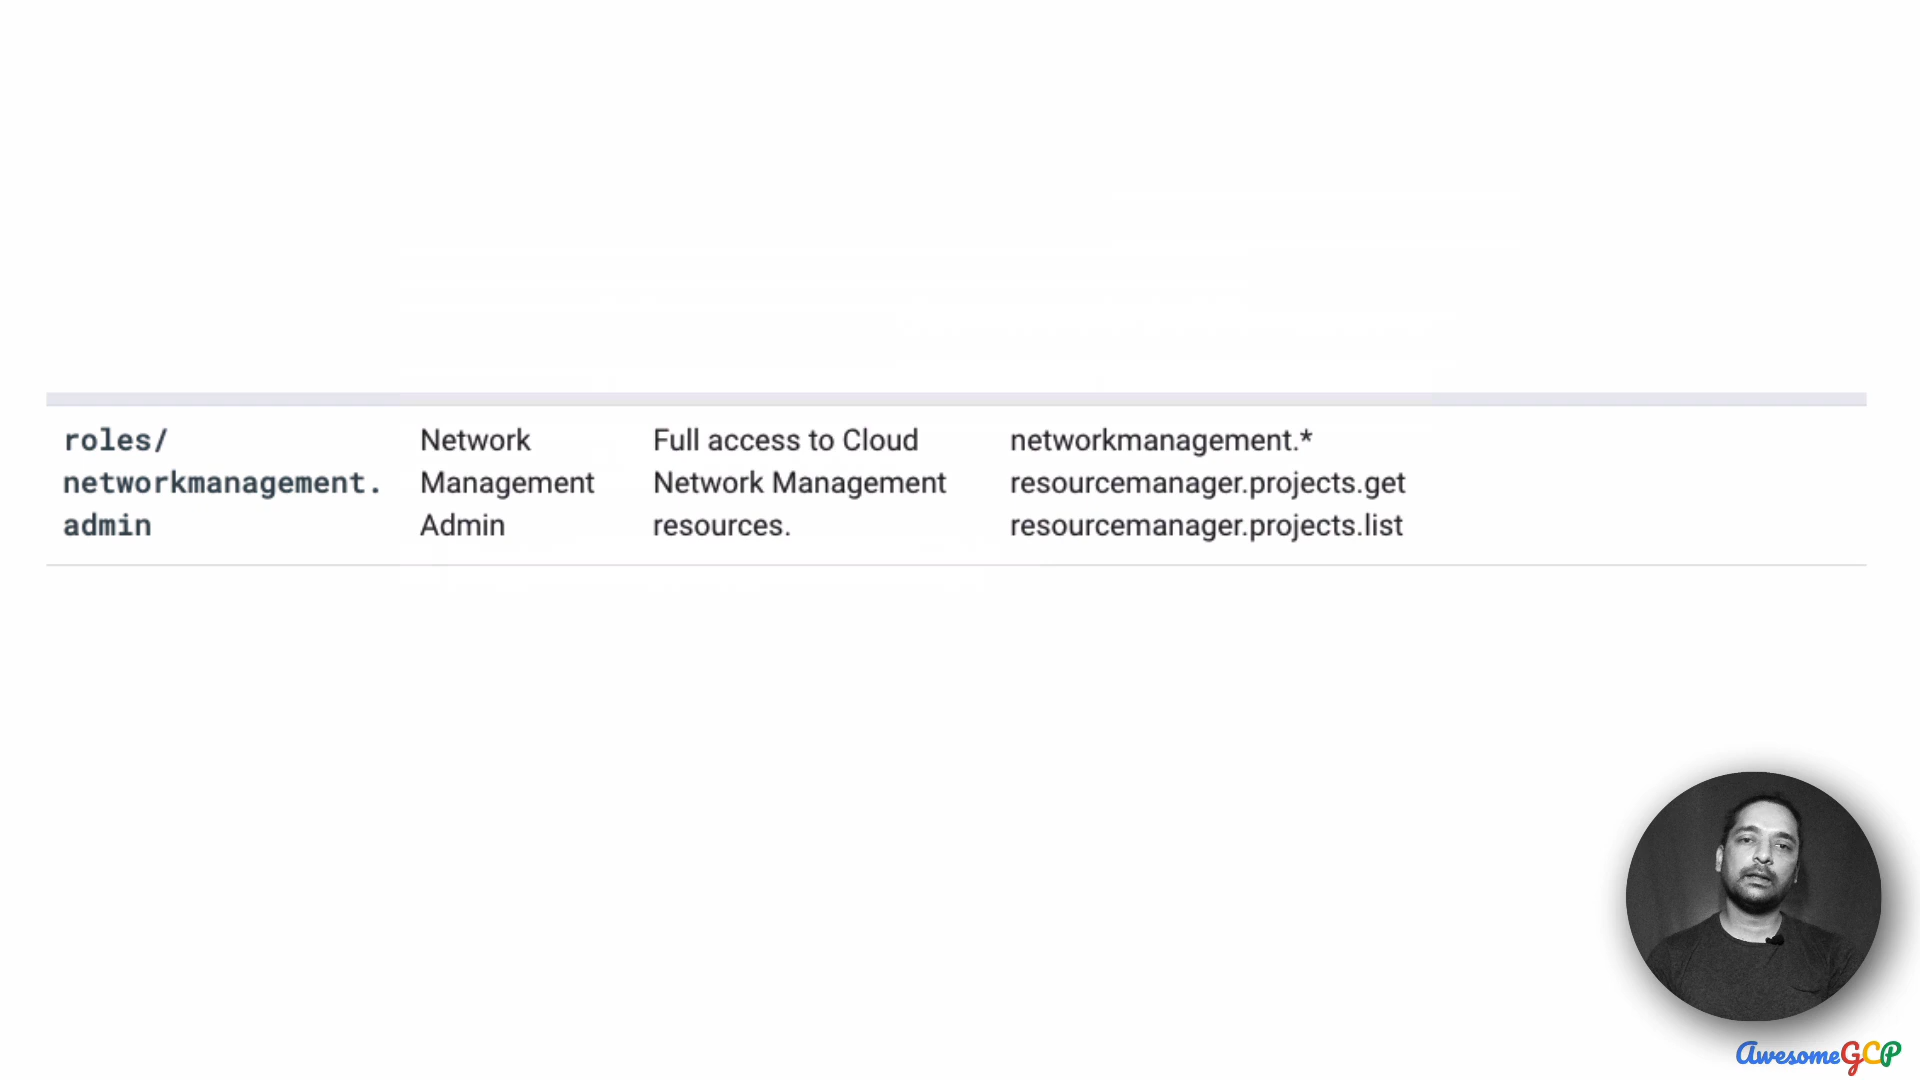 roles/
networkmanagement.
admin
Network
Management
Admin
Full access to Cloud
Network Management
resources.
networkmanagement.*
resourcemanager.projects.get
resourcemanager.projects.list
AwesomeGCP